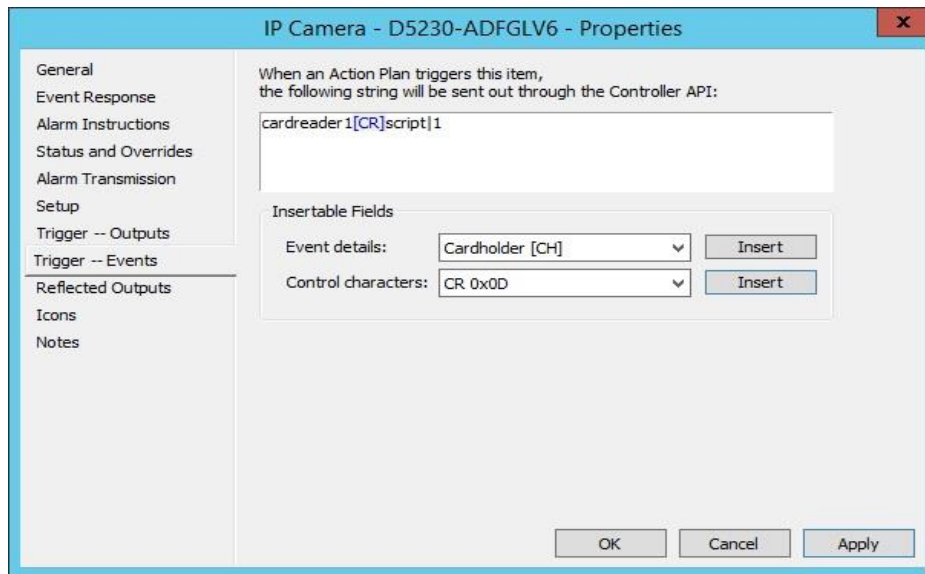 IP Camera - D5230-ADFGLV6 - Properties
x
General
Event Response
Alarm Instructions
Status and Overrides
Alarm Transmission
Setup
Trigger -- Outputs
Trigger -- Events
Reflected Outputs
Icons
Notes
When an Action Plan triggers this item,
the following string will be sent out through the Controller API:
cardreader1[CR]script|1
Insertable Fields
Event details: Cardholder [CH] Insert
Control characters: CR 0x0D Insert
OK Cancel Apply